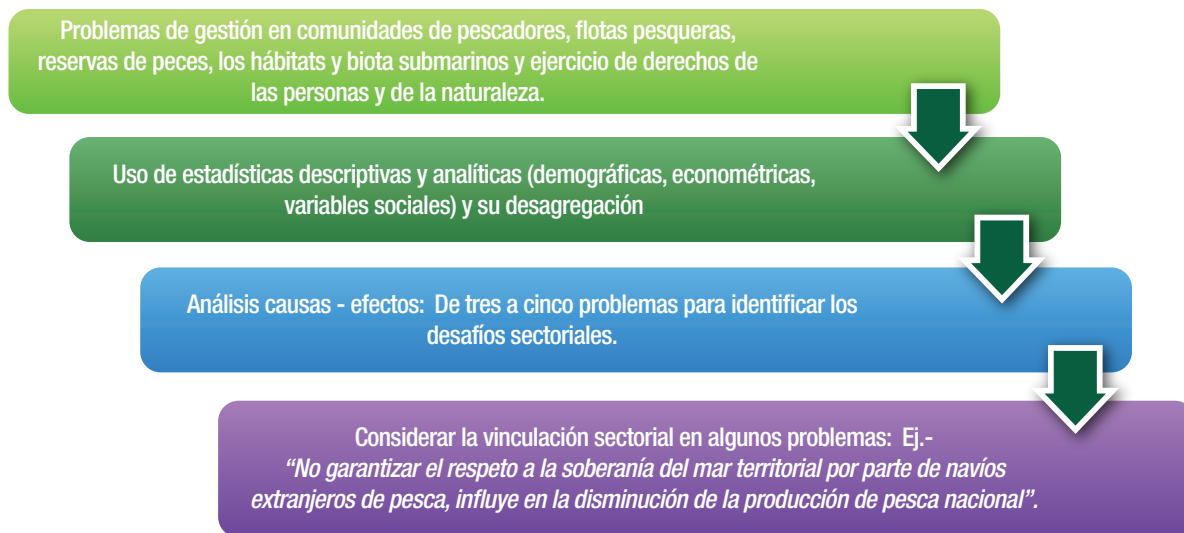 Problemas de gestión en comunidades de pescadores, flotas pesqueras,
reservas de peces, los hábitats y biota submarinos y ejercicio de derechos de
las personas y de la naturaleza.
Uso de estadísticas descriptivas y analíticas (demográficas, econométricas,
variables sociales) y su desagregación
Análisis causas - efectos: De tres a cinco problemas para identificar los
desafíos sectoriales.
Considerar la vinculación sectorial en algunos problemas: Ej.-
“No garantizar el respeto a la soberanía del mar territorial por parte de navíos
extranjeros de pesca, influye en la disminución de la producción de pesca nacional”.